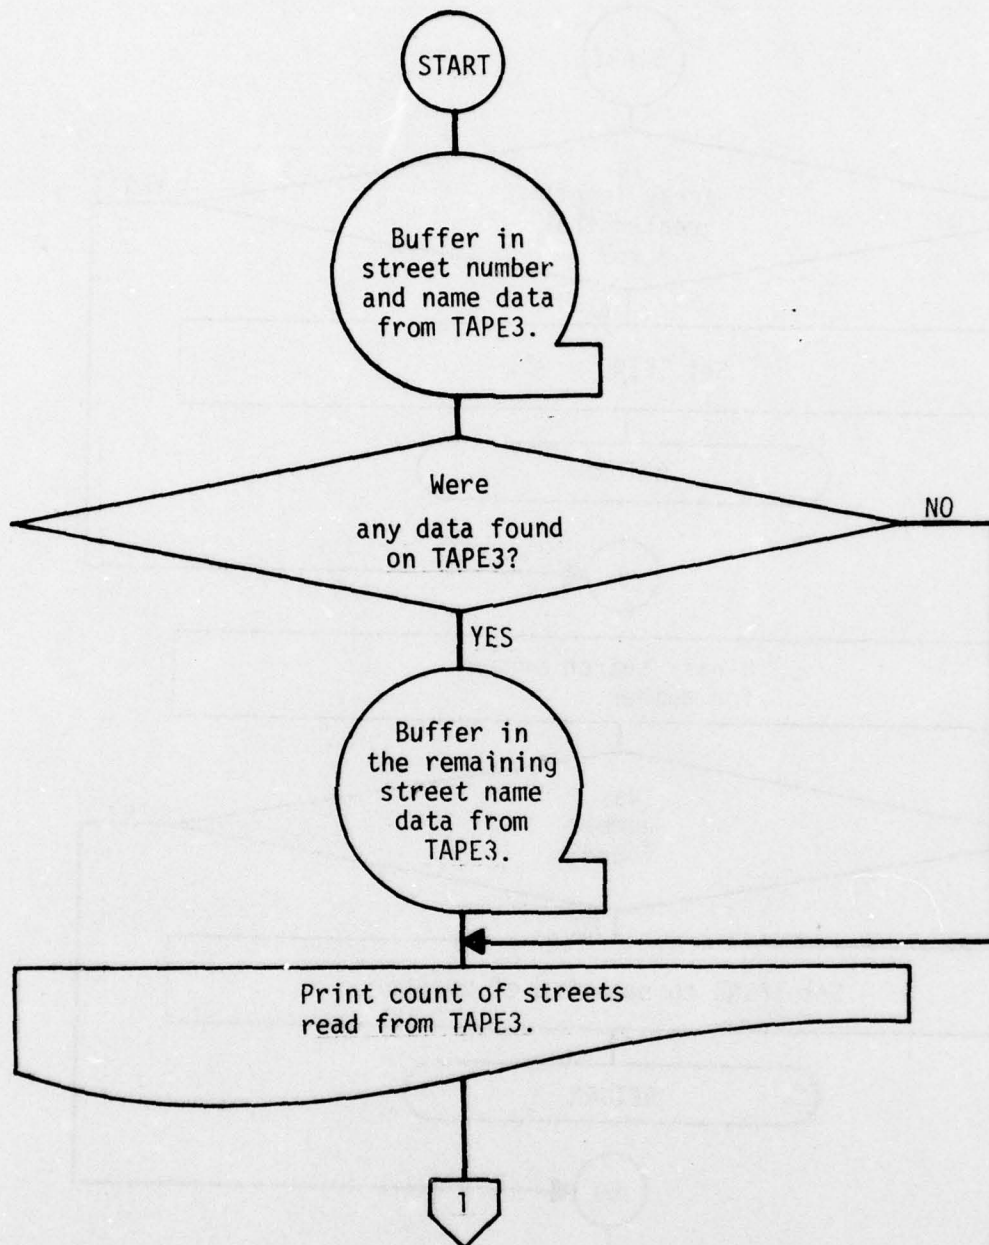 START
Buffer in
street number
and name data
from TAPE3.
Were
any data found
on TAPE3?
NO
YES
Buffer in
the remaining
street name
data from
TAPE3.
Print count of streets
read from TAPE3.
1